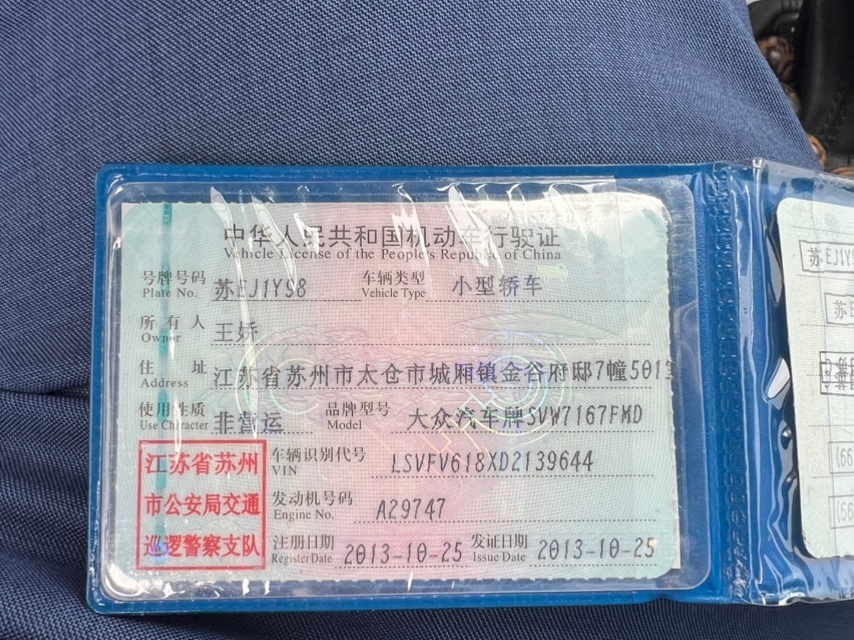 中华人民共和国机动车行驶证
Vehicle License of the People's Republic of China
号牌号码 苏EJ1YS8 车辆类型 小型轿车
Plate No. Vehicle Type
所有人 王娇
Owner
住址 江苏省苏州市太仓市城厢镇金谷府邸7幢501
Address
使用性质 非营运 品牌型号 大众汽车牌SVW7167FMD
Use Character Model
江苏省苏州
市公安局交通
巡逻警察支队
车辆识别代号 LSVFV618XD2139644
VIN
发动机号码 A29747
Engine No.
注册日期 2013-10-25 发证日期 2013-10-25
Register Date Issue Date
苏EJ1YS
苏E
(66
(66